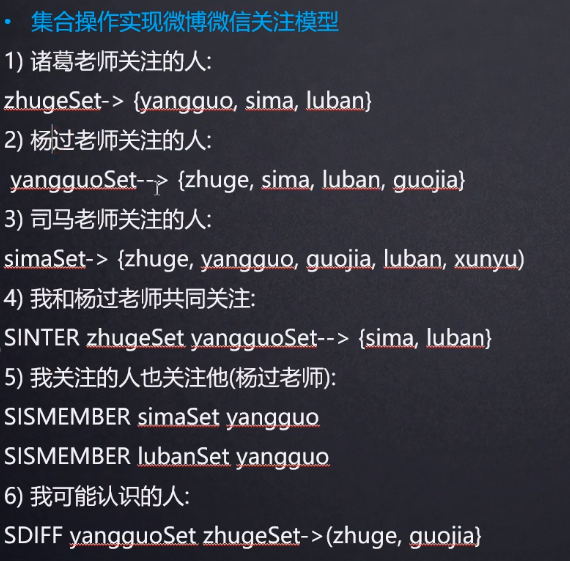 • 集合操作实现微博微信关注模型
1) 诸葛老师关注的人:
zhugeSet-> {yangguo, sima, luban}
2) 杨过老师关注的人:
yangguoSet--> {zhuge, sima, luban, guojia}
3) 司马老师关注的人:
simaSet-> {zhuge, yangguo, guojia, luban, xunyu)
4) 我和杨过老师共同关注:
SINTER zhugeSet yangguoSet--> {sima, luban}
5) 我关注的人也关注他(杨过老师):
SISMEMBER simaSet yangguo
SISMEMBER lubanSet yangguo
6) 我可能认识的人:
SDIFF yangguoSet zhugeSet->(zhuge, guojia}